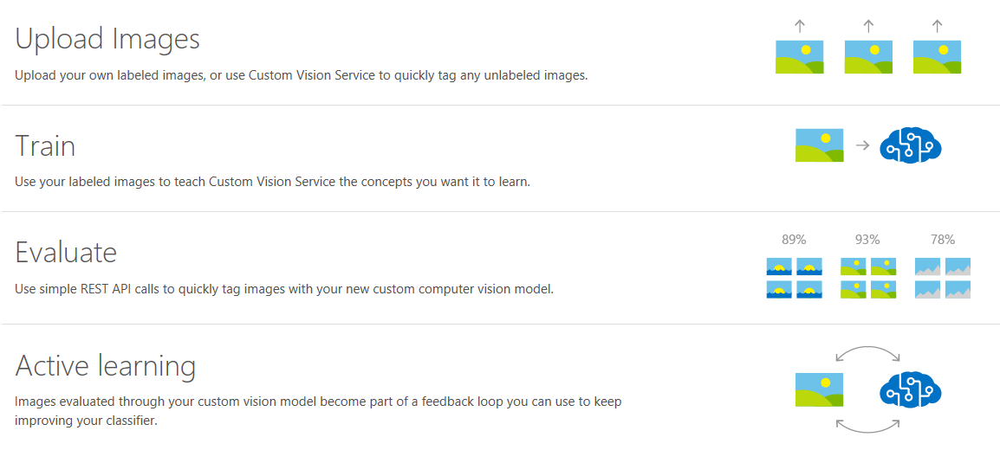 Upload Images
Upload your own labeled images, or use Custom Vision Service to quickly tag any unlabeled images.
Train
Use your labeled images to teach Custom Vision Service the concepts you want it to learn.
Evaluate
89% 93% 78%
Use simple REST API calls to quickly tag images with your new custom computer vision model.
Active learning
Images evaluated through your custom vision model become part of a feedback loop you can use to keep
improving your classifier.